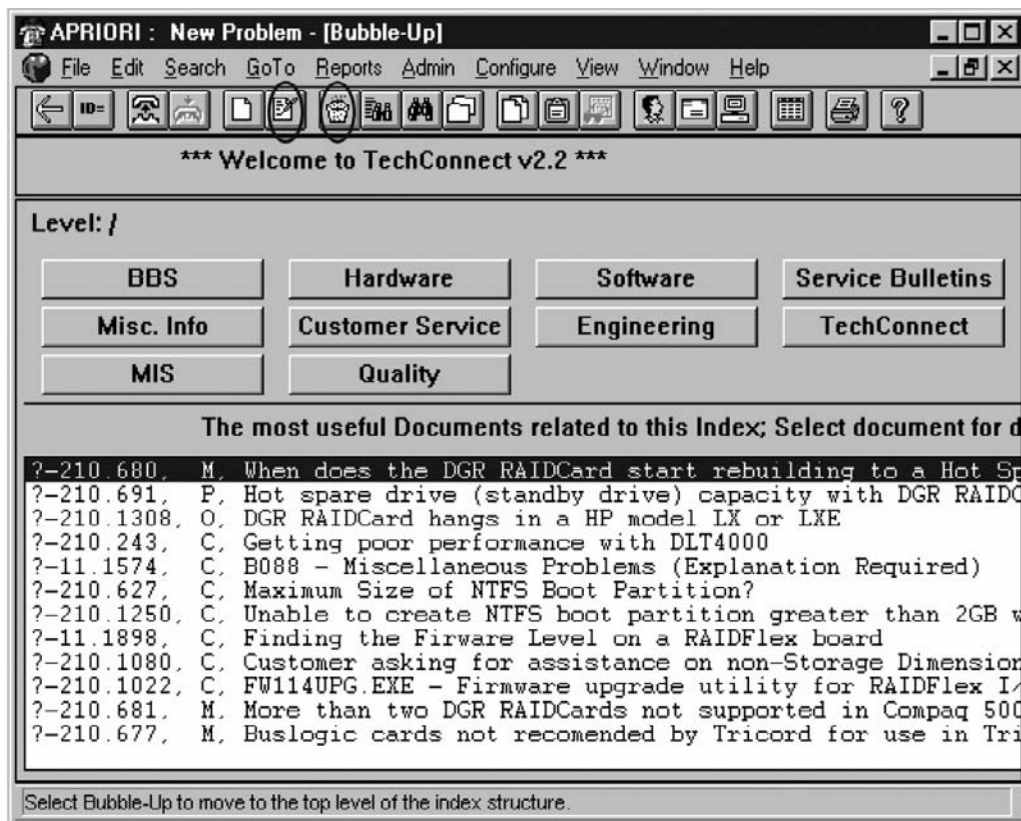 APRIORI : New Problem - [Bubble-Up]
File Edit Search GoTo Reports Admin Configure View Window Help
ID=
*** Welcome to TechConnect v2.2 ***
Level: /
BBS Hardware Software Service Bulletins
Misc. Info Customer Service Engineering TechConnect
MIS Quality
The most useful Documents related to this Index; Select document for d
?-210.680, M, When does the DGR RAIDCard start rebuilding to a Hot Sp
?-210.691, P, Hot spare drive (standby drive) capacity with DGR RAIDC
?-210.1308, O, DGR RAIDCard hangs in a HP model LX or LXE
?-210.243, C, Getting poor performance with DLT4000
?-11.1574, C, B088 - Miscellaneous Problems (Explanation Required)
?-210.627, C, Maximum Size of NTFS Boot Partition?
?-210.1250, C, Unable to create NTFS boot partition greater than 2GB w
?-11.1898, C, Finding the Firware Level on a RAIDFlex board
?-210.1080, C, Customer asking for assistance on non-Storage Dimension
?-210.1022, C, FW114UPG.EXE - Firmware upgrade utility for RAIDFlex I/
?-210.681, M, More than two DGR RAIDCards not supported in Compaq 500
?-210.677, M, Buslogic cards not recomended by Tricord for use in Tri
Select Bubble-Up to move to the top level of the index structure.